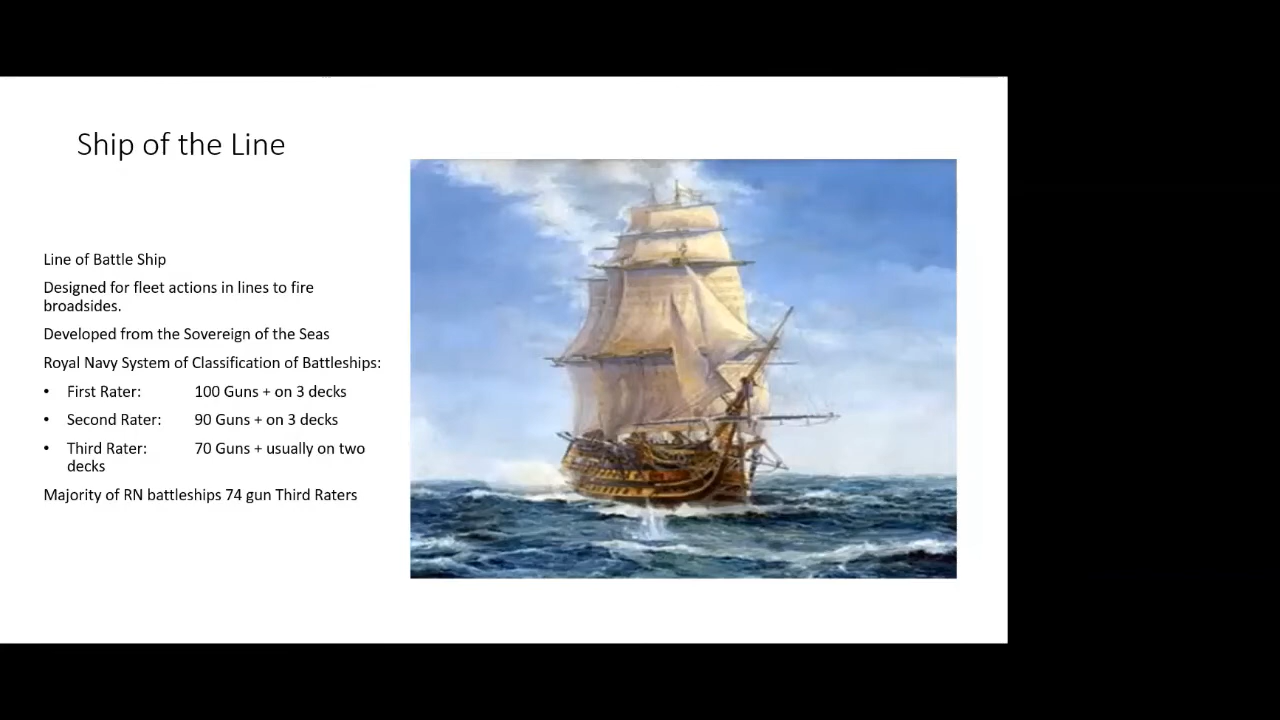 Ship of the Line
Line of Battle Ship
Designed for fleet actions in lines to fire
broadsides.
Developed from the Sovereign of the Seas
Royal Navy System of Classification of Battleships:
• First Rater: 100 Guns + on 3 decks
• Second Rater: 90 Guns + on 3 decks
• Third Rater: 70 Guns + usually on two
decks
Majority of RN battleships 74 gun Third Raters